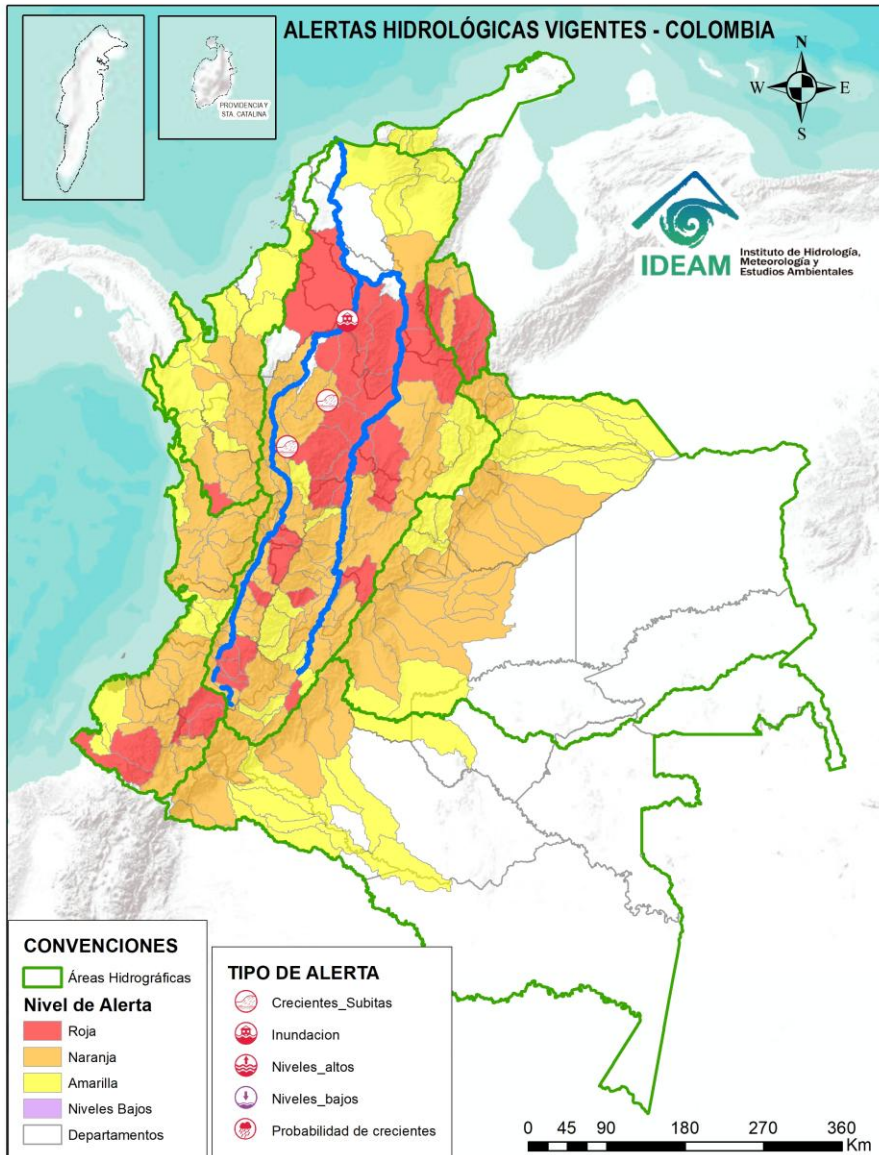 ALERTAS HIDROLÓGICAS VIGENTES - COLOMBIA
PROVIDENCIA Y
STA. CATALINA
N
W
E
S
IDEAM
Instituto de Hidrología,
Meteorología y
Estudios Ambientales
CONVENCIONES
Áreas Hidrográficas
Nivel de Alerta
Roja
Naranja
Amarilla
Niveles Bajos
Departamentos
TIPO DE ALERTA
Crecientes_Subitas
Inundacion
Niveles_altos
Niveles_bajos
Probabilidad de crecientes
0 45 90 180 270 360
Km